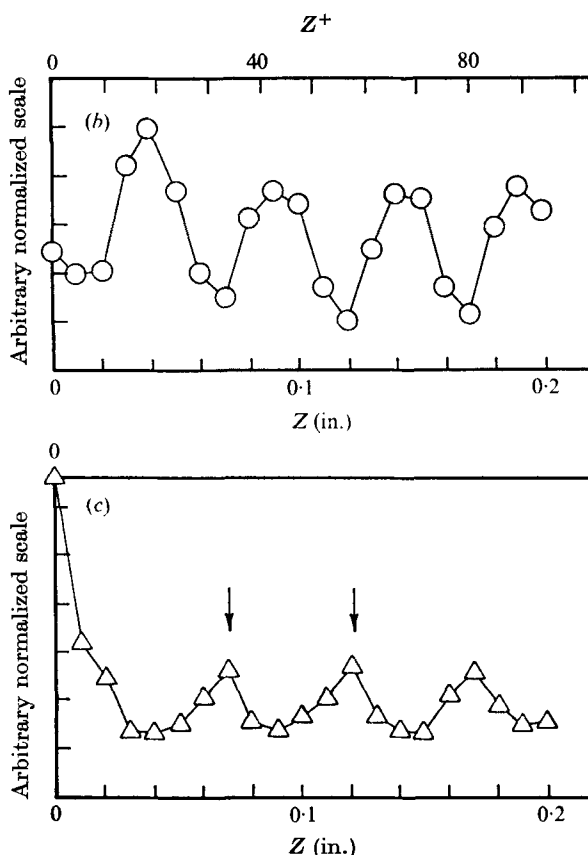 Z+
0 40 80
(b)
Arbitrary normalized scale
0 0·1 0·2
Z (in.)
0
(c)
Arbitrary normalized scale
0 0·1 0·2
Z (in.)